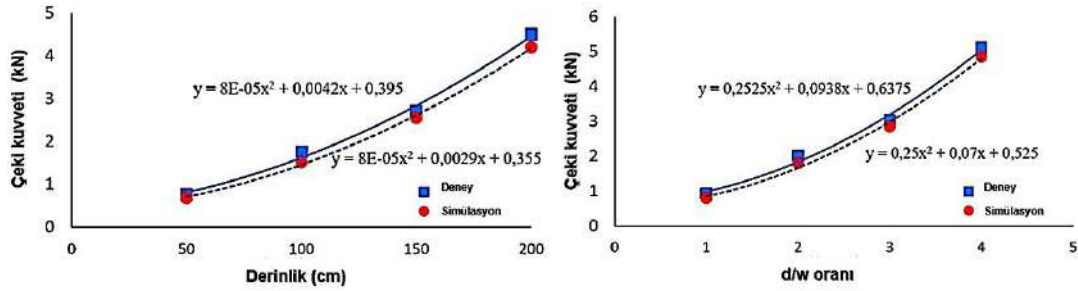 Çeki kuvveti (kN)
5
4
3
2
1
0
y = 8E-05x² + 0,0042x + 0,395
y = 8E-05x² + 0,0029x + 0,355
Deney
Simülasyon
0
50
100
150
200
Derinlik (cm)
Çeki kuvveti (kN)
6
5
4
3
2
1
0
y = 0,2525x² + 0,0938x + 0,6375
y = 0,25x² + 0,07x + 0,525
Deney
Simülasyon
0
1
2
3
4
5
d/w oranı